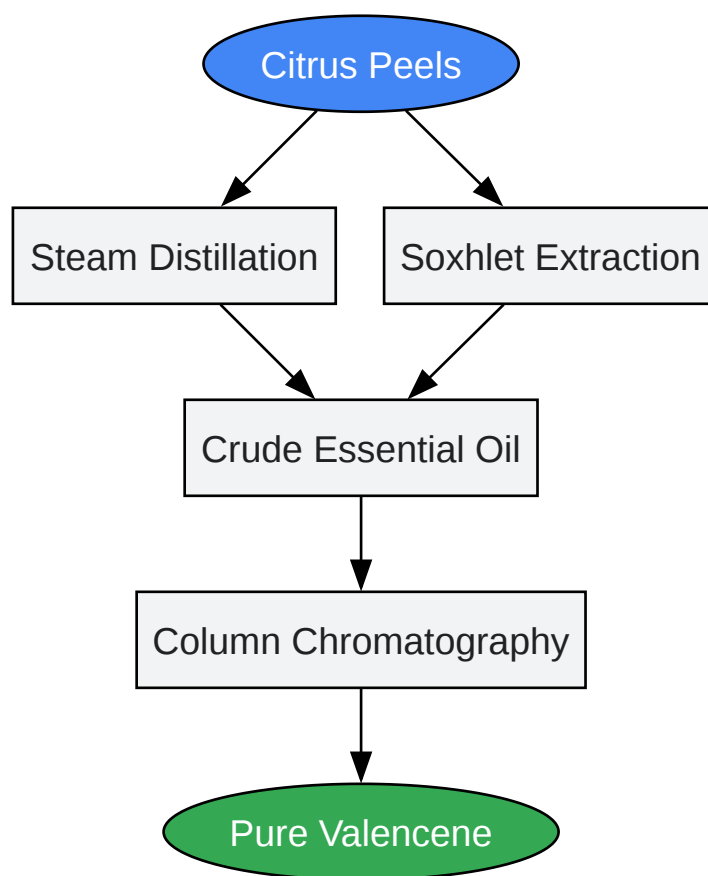 Citrus Peels
Steam Distillation
Soxhlet Extraction
Crude Essential Oil
Column Chromatography
Pure Valencene